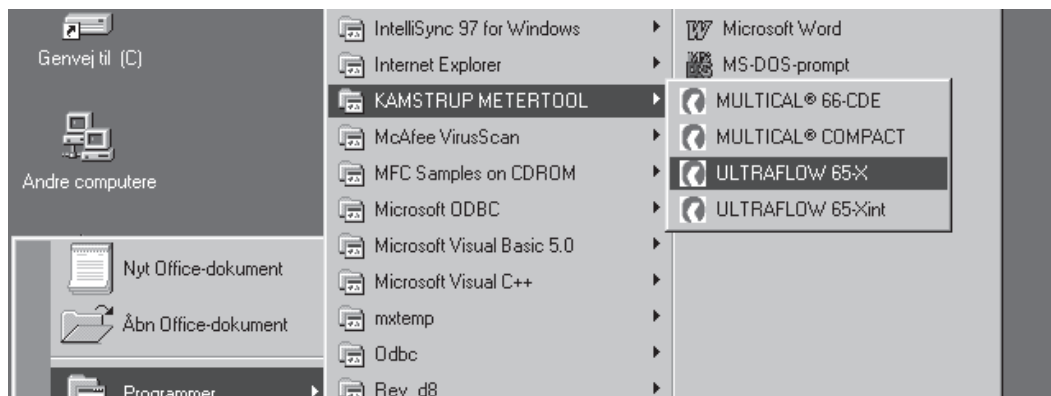 Genvej til (C)
Andre computere
Nyt Office-dokument
Åbn Office-dokument
Programmer
IntelliSync 97 for Windows
Internet Explorer
KAMSTRUP METERTOOL
McAfee VirusScan
MFC Samples on CDROM
Microsoft ODBC
Microsoft Visual Basic 5.0
Microsoft Visual C++
mxtemp
Odbc
Rev_d8
Microsoft Word
MS-DOS-prompt
MULTICAL® 66-CDE
MULTICAL® COMPACT
ULTRAFLOW 65-X
ULTRAFLOW 65-Xint